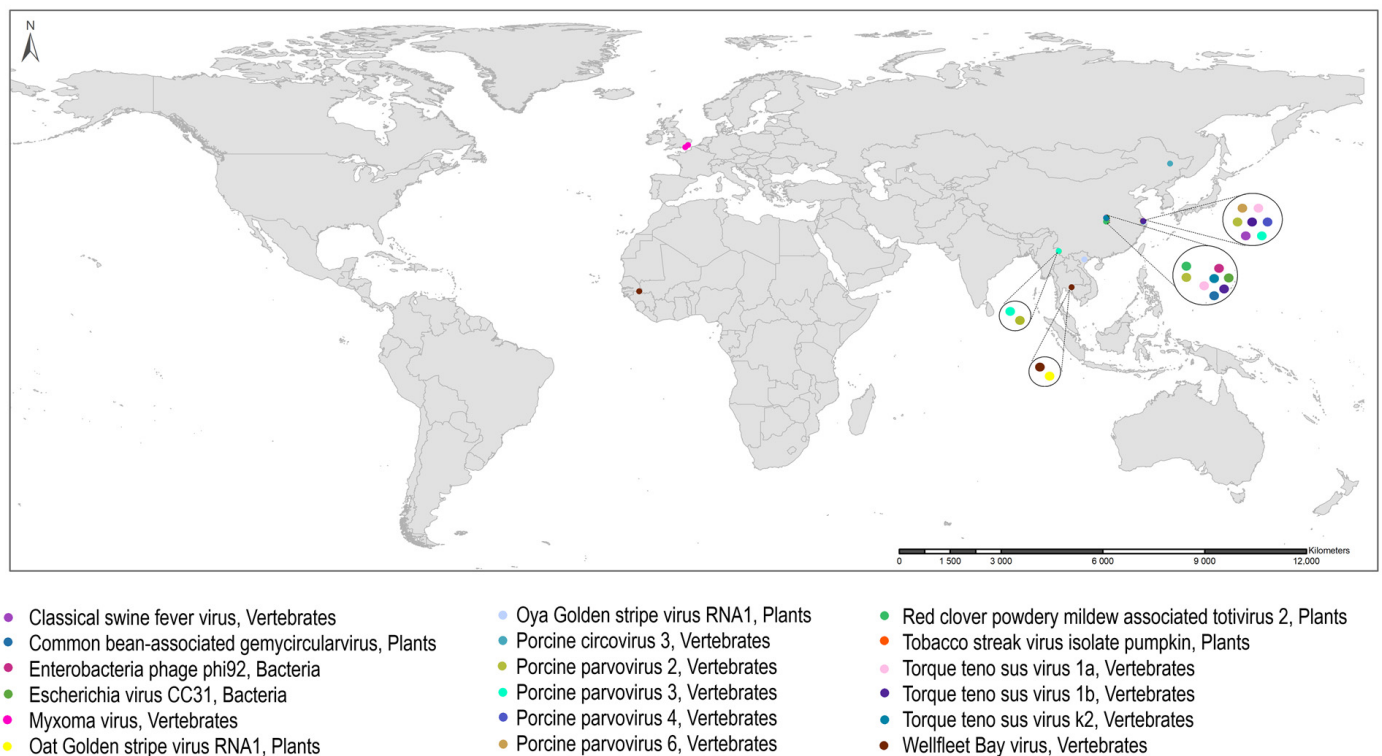 N
Kilometers
0 1 500 3 000 6 000 9 000 12.000
Classical swine fever virus, Vertebrates
Common bean-associated gemycircularvirus, Plants
Enterobacteria phage phi92, Bacteria
Escherichia virus CC31, Bacteria
Myxoma virus, Vertebrates
Oat Golden stripe virus RNA1, Plants
Oya Golden stripe virus RNA1, Plants
Porcine circovirus 3, Vertebrates
Porcine parvovirus 2, Vertebrates
Porcine parvovirus 3, Vertebrates
Porcine parvovirus 4, Vertebrates
Porcine parvovirus 6, Vertebrates
Red clover powdery mildew associated totivirus 2, Plants
Tobacco streak virus isolate pumpkin, Plants
Torque teno sus virus 1a, Vertebrates
Torque teno sus virus 1b, Vertebrates
Torque teno sus virus k2, Vertebrates
Wellfleet Bay virus, Vertebrates